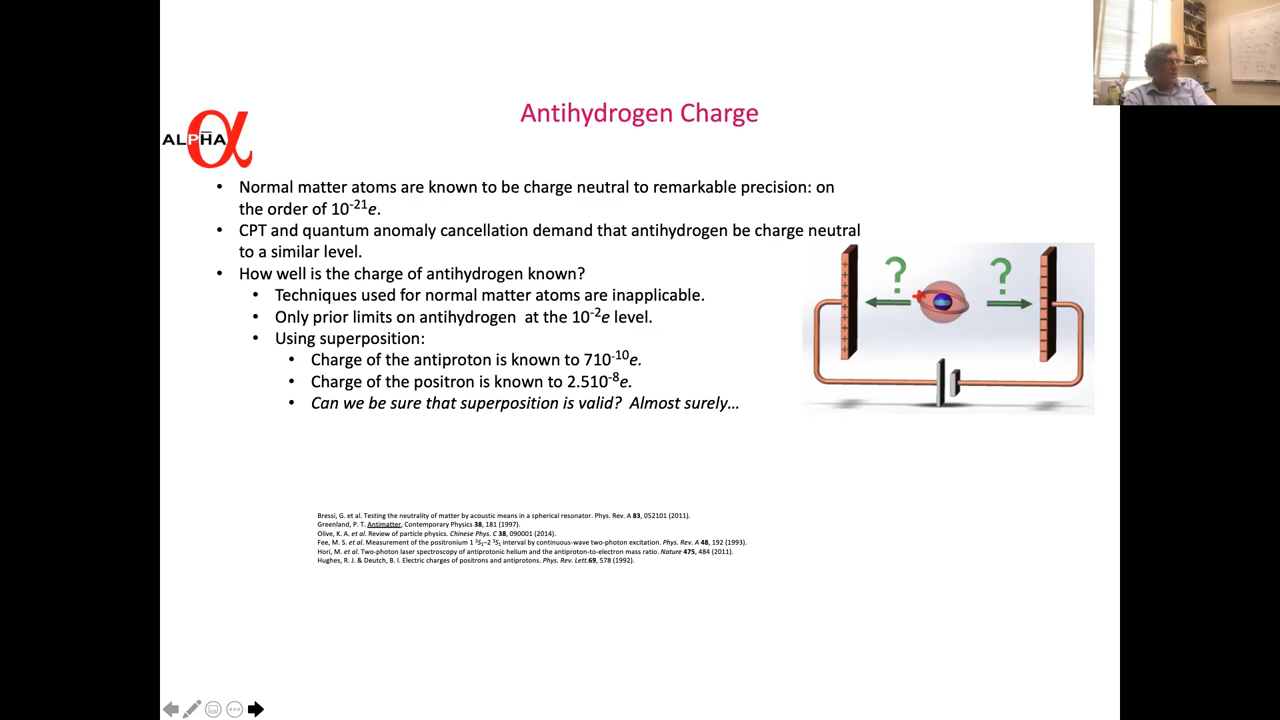 Antihydrogen Charge
ALPHA
• Normal matter atoms are known to be charge neutral to remarkable precision: on
the order of 10⁻²¹e.
• CPT and quantum anomaly cancellation demand that antihydrogen be charge neutral
to a similar level.
• How well is the charge of antihydrogen known?
• Techniques used for normal matter atoms are inapplicable.
• Only prior limits on antihydrogen at the 10⁻²e level.
• Using superposition:
• Charge of the antiproton is known to 710⁻¹⁰e.
• Charge of the positron is known to 2.510⁻⁸e.
• Can we be sure that superposition is valid? Almost surely…
? ?
Bressi, G. et al. Testing the neutrality of matter by acoustic means in a spherical resonator. Phys. Rev. A 83, 052101 (2011).
Greenland, P. T. Antimatter, Contemporary Physics 38, 181 (1997).
Olive, K. A. et al. Review of particle physics. Chinese Phys. C 38, 090001 (2014).
Fee, M. S. et al. Measurement of the positronium 1 ³S₁–2 ³S₁ interval by continuous-wave two-photon excitation. Phys. Rev. A 48, 192 (1993).
Hori, M. et al. Two-photon laser spectroscopy of antiprotonic helium and the antiproton-to-electron mass ratio. Nature 475, 484 (2011).
Hughes, R. J. & Deutch, B. I. Electric charges of positrons and antiprotons. Phys. Rev. Lett.69, 578 (1992).